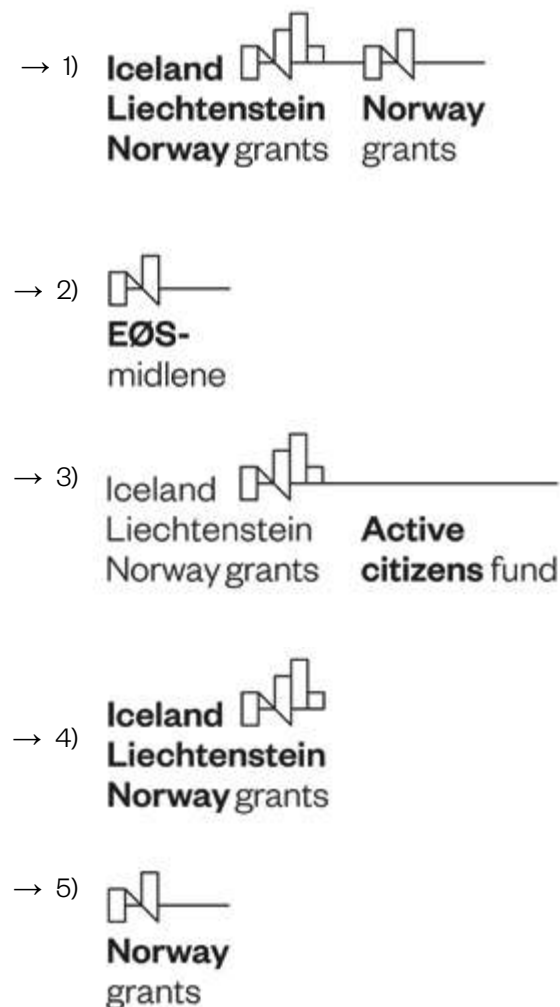 → 1) Iceland
Liechtenstein Norway
Norway grants grants
→ 2)
EØS-
midlene
→ 3) Iceland
Liechtenstein Active
Norway grants citizens fund
→ 4) Iceland
Liechtenstein
Norway grants
→ 5)
Norway
grants